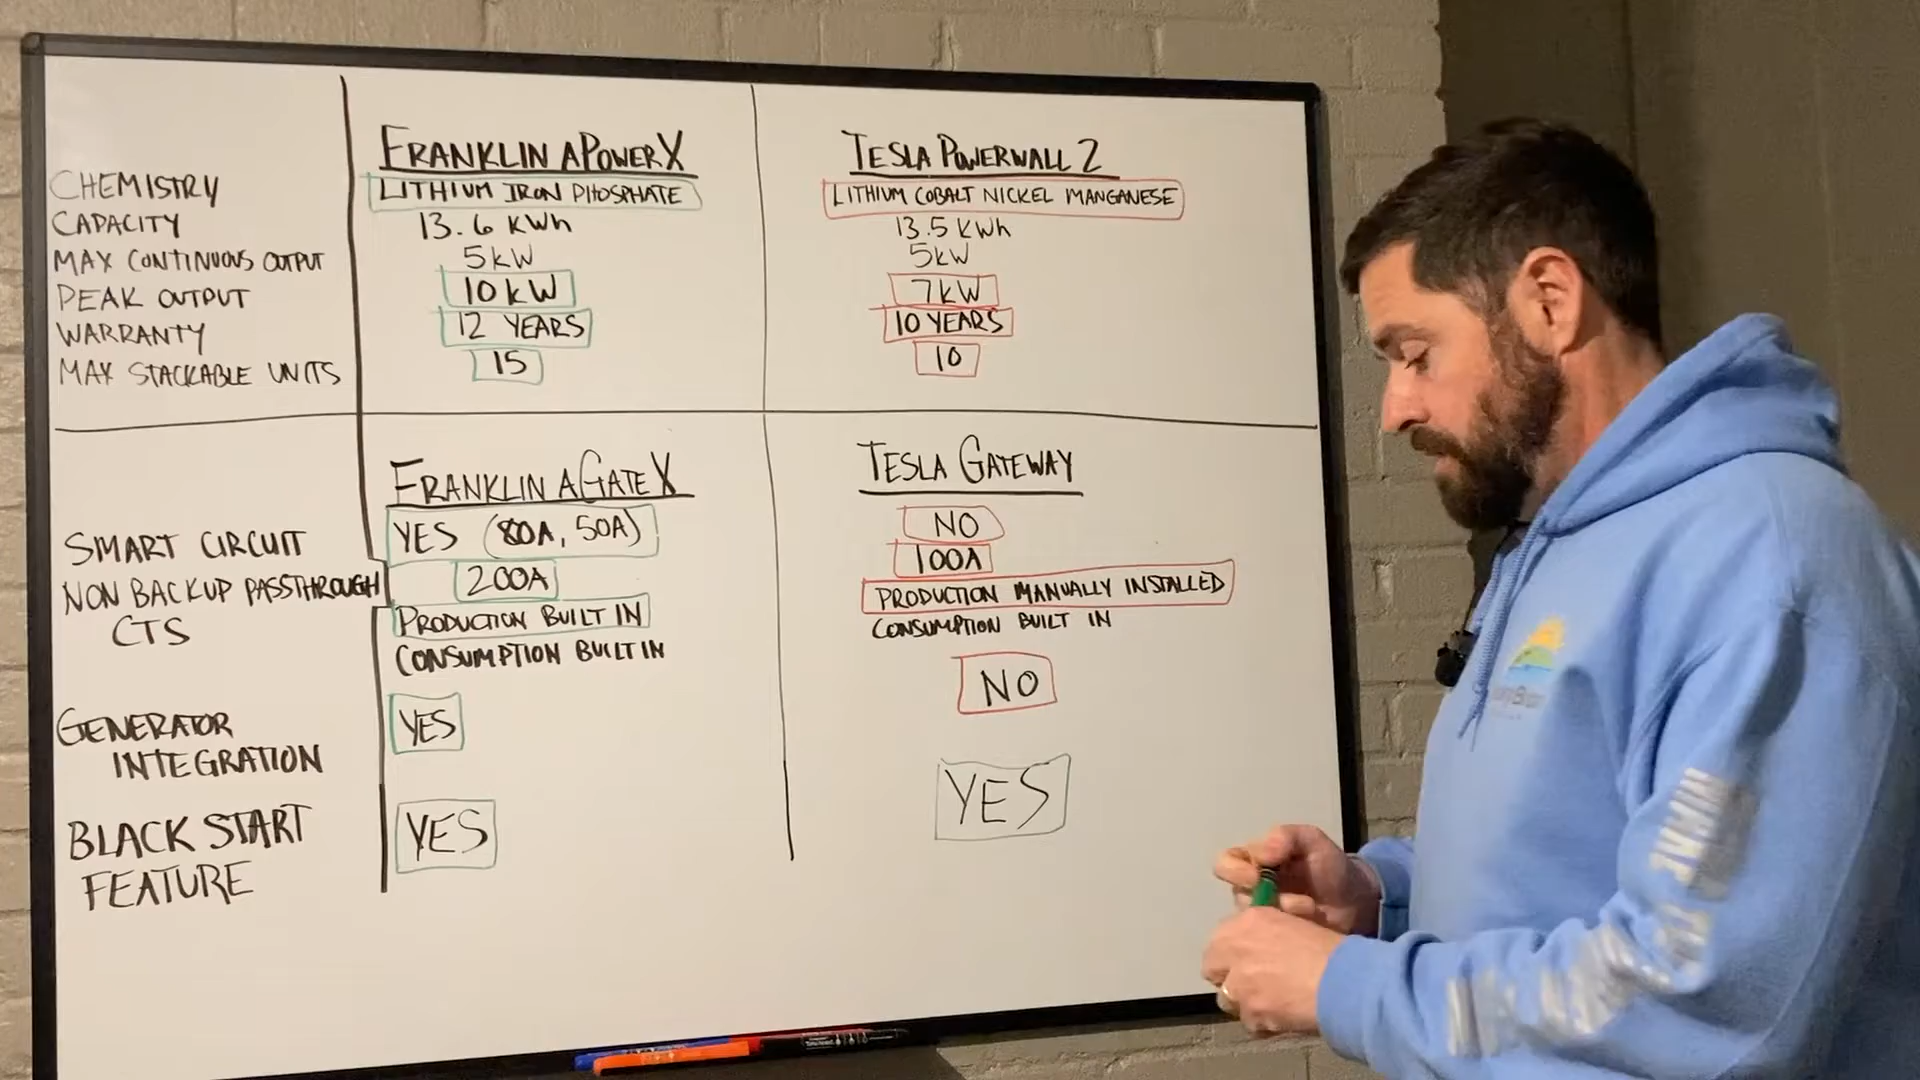 FRANKLIN APOWER X
TESLA POWERWALL 2
CHEMISTRY
LITHIUM IRON PHOSPHATE
LITHIUM COBALT NICKEL MANGANESE
CAPACITY
13.6 KWh
13.5 KWh
MAX CONTINUOUS OUTPUT
5KW
5KW
PEAK OUTPUT
10 KW
7KW
WARRANTY
12 YEARS
10 YEARS
MAX STACKABLE UNITS
15
10
FRANKLIN AGATE X
TESLA GATEWAY
SMART CIRCUIT
YES (80A, 50A)
NO
NON BACKUP PASSTHROUGH
200A
100A
CTS
PRODUCTION BUILT IN
CONSUMPTION BUILT IN
PRODUCTION MANUALLY INSTALLED
CONSUMPTION BUILT IN
GENERATOR
INTEGRATION
YES
NO
BLACK START
FEATURE
YES
YES